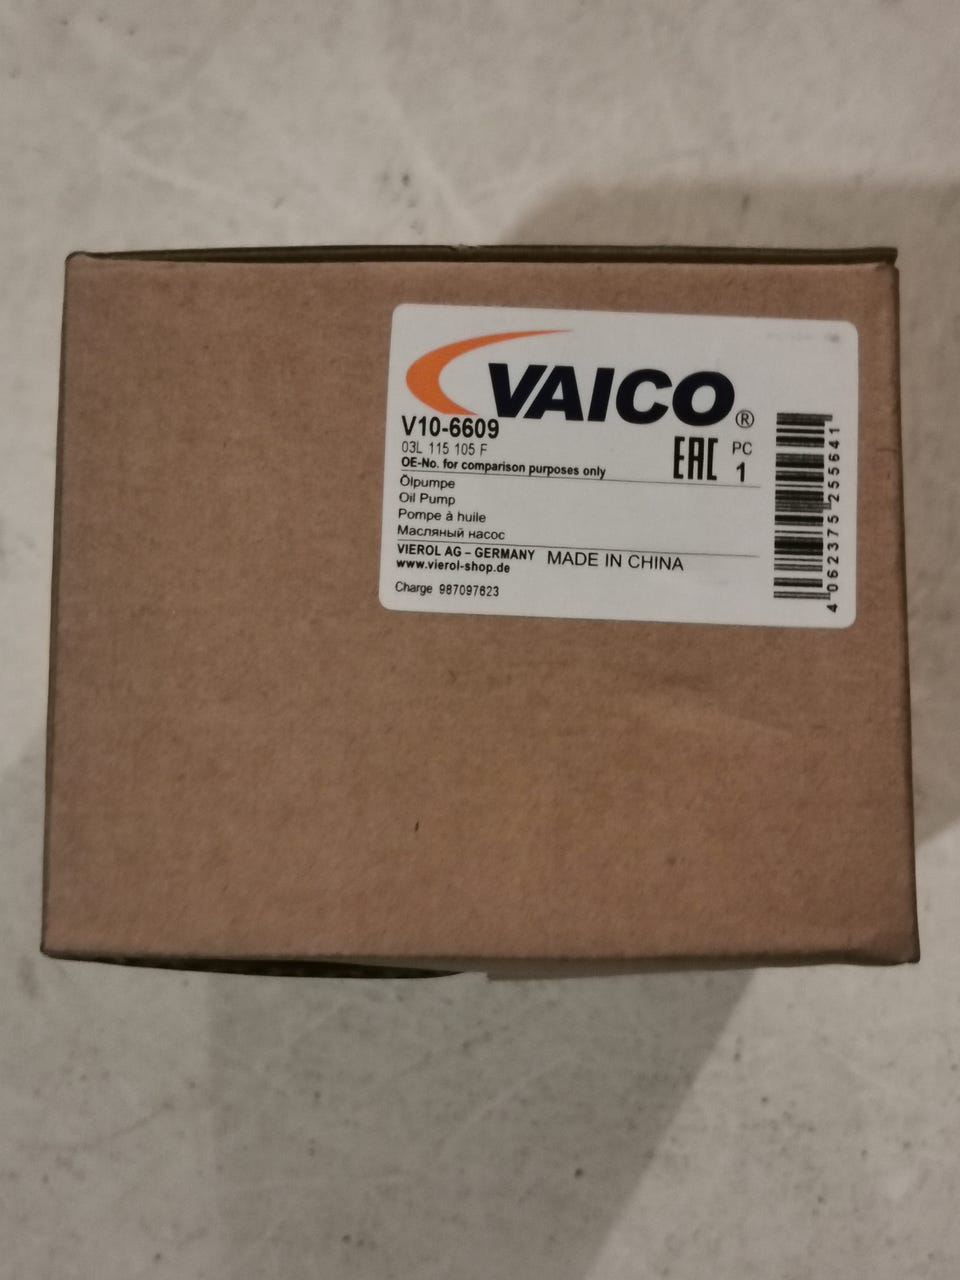 VAICO®
V10-6609
03L 115 105 F
OE-No. for comparison purposes only
EAC
PC
1
Ölpumpe
Oil Pump
Pompe à huile
Масляный насос
VIEROL AG – GERMANY MADE IN CHINA
www.vierol-shop.de
Charge 987097623
4 062375 255641